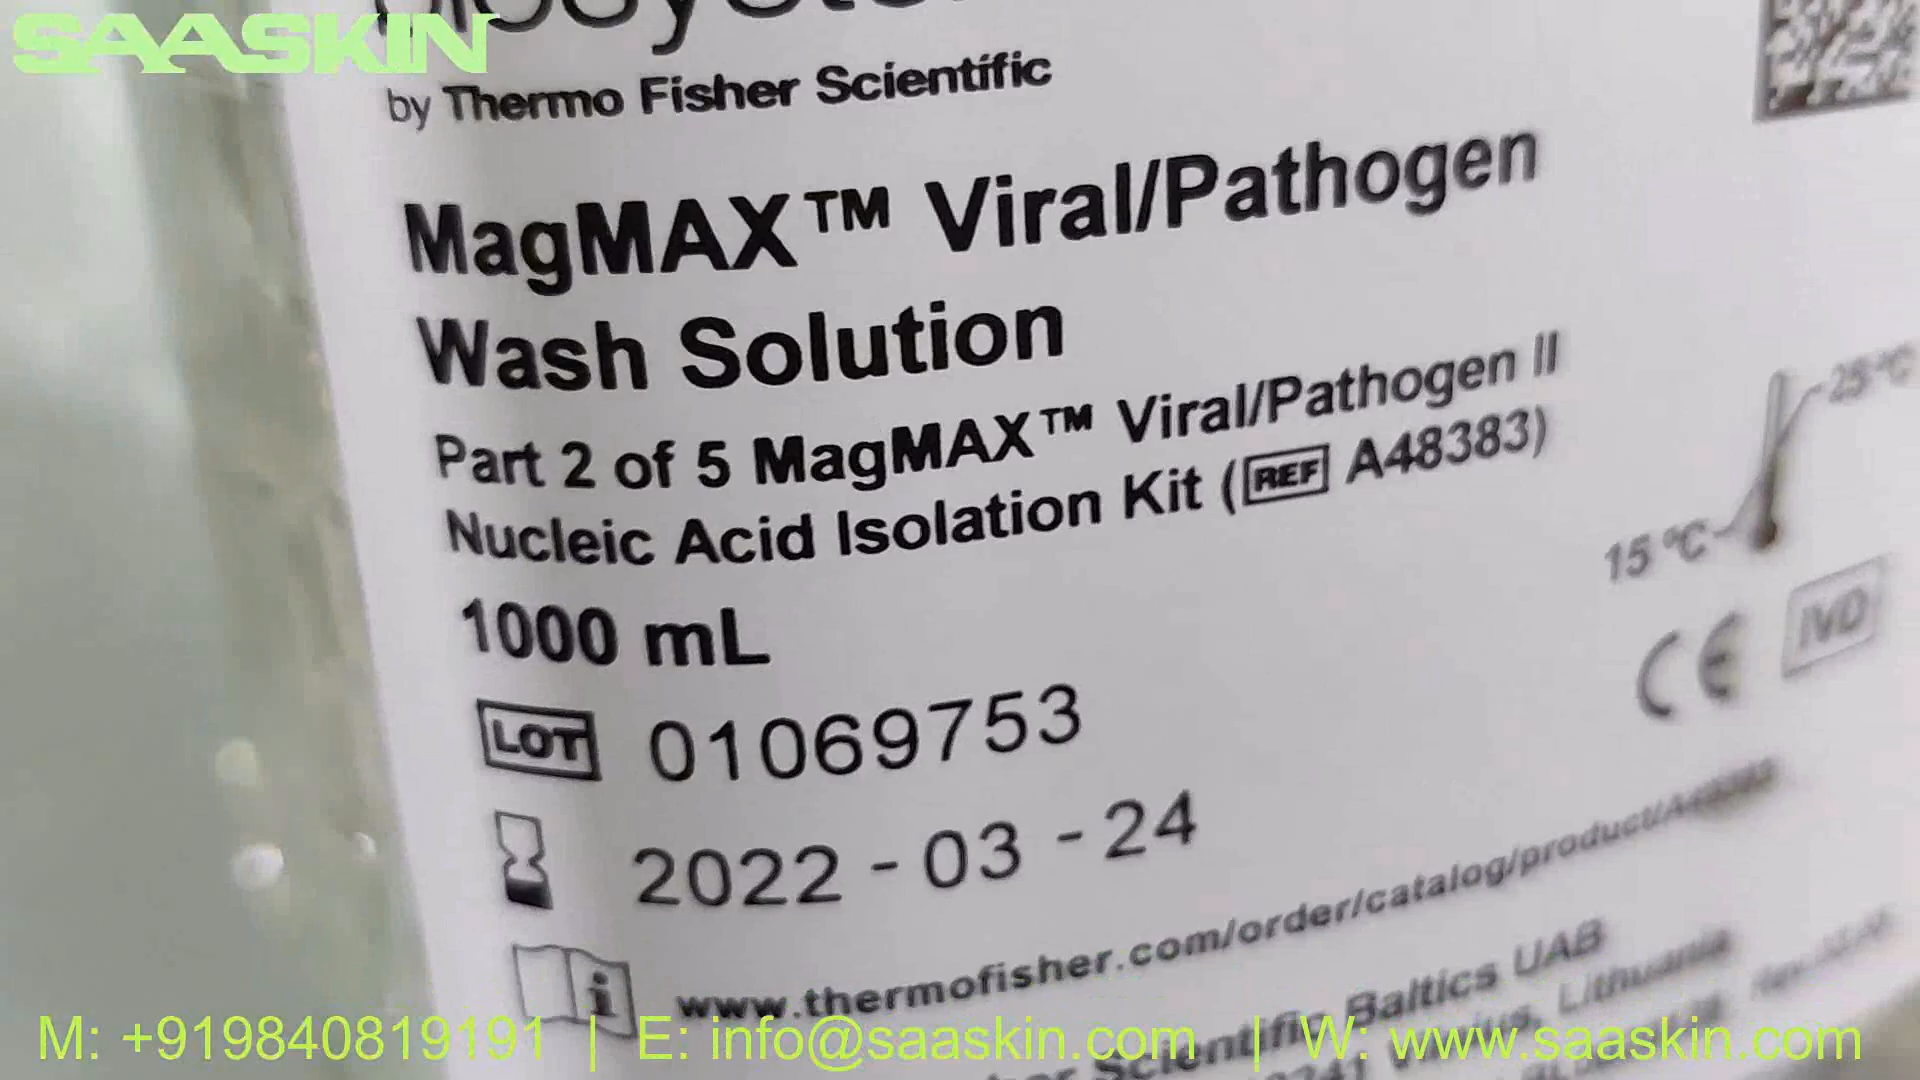 SAASKIN
by Thermo Fisher Scientific
MagMAX™ Viral/Pathogen
Wash Solution
Part 2 of 5 MagMAX™ Viral/Pathogen II
Nucleic Acid Isolation Kit (REF A48383)
25 °C
15 °C
1000 mL
CE IVD
LOT 01069753
2022-03-24
i www.thermofisher.com/order/catalog/product/
Baltics UAB
Lithuania
M: +919840819191 | E: info@saaskin.com | W: www.saaskin.com